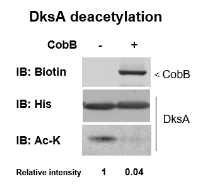 DksA deacetylation
CobB - +
IB: Biotin < CobB
IB: His
DksA
IB: Ac-K
Relative intensity 1 0.04